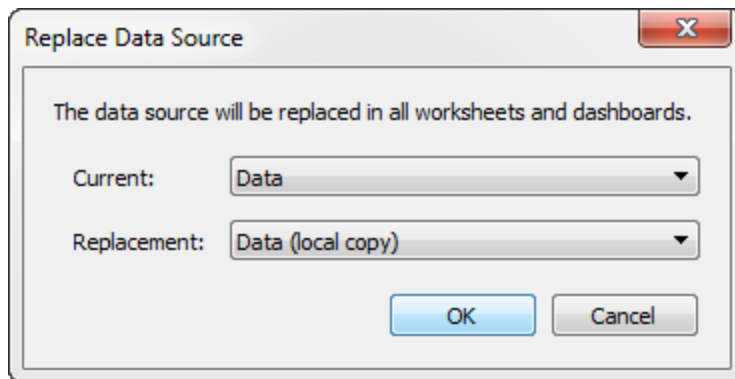 Replace Data Source
The data source will be replaced in all worksheets and dashboards.
Current: Data
Replacement: Data (local copy)
OK Cancel